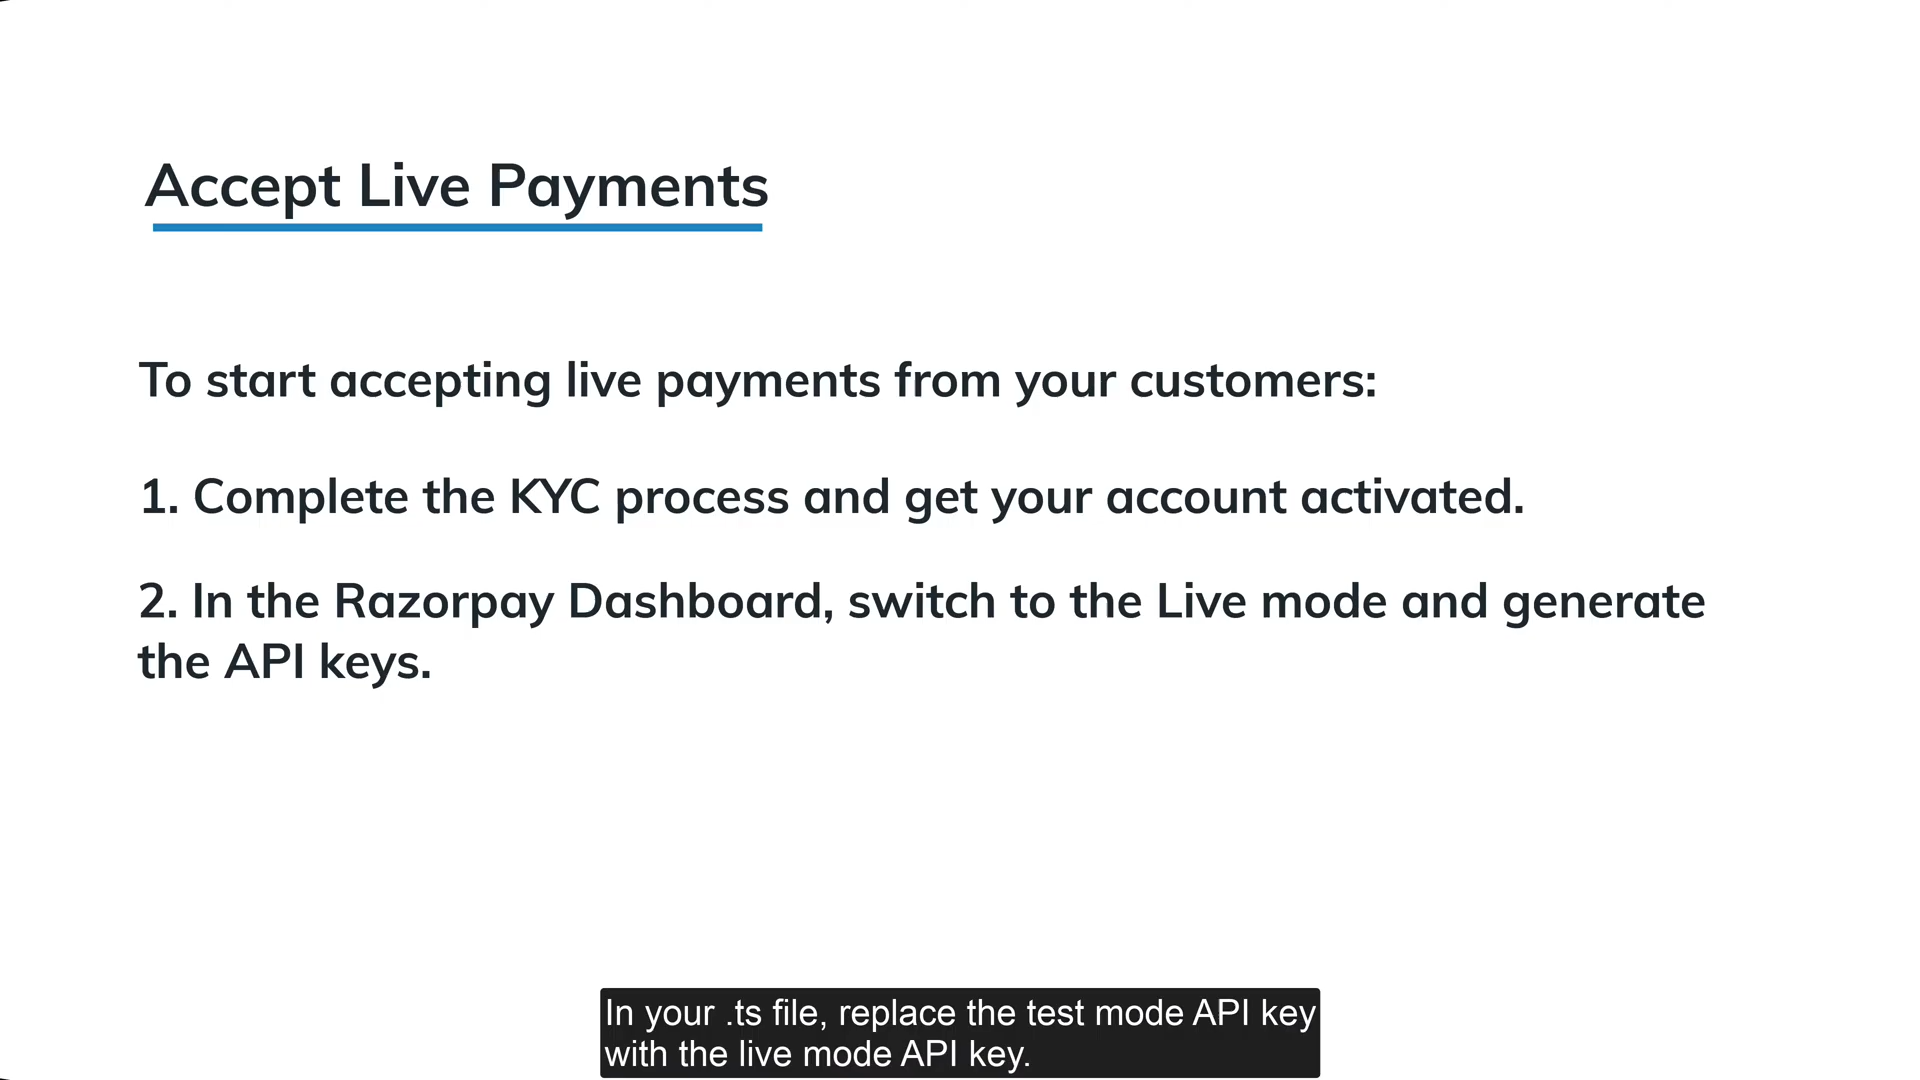 Accept Live Payments
To start accepting live payments from your customers:
1. Complete the KYC process and get your account activated.
2. In the Razorpay Dashboard, switch to the Live mode and generate
the API keys.
In your .ts file, replace the test mode API key
with the live mode API key.